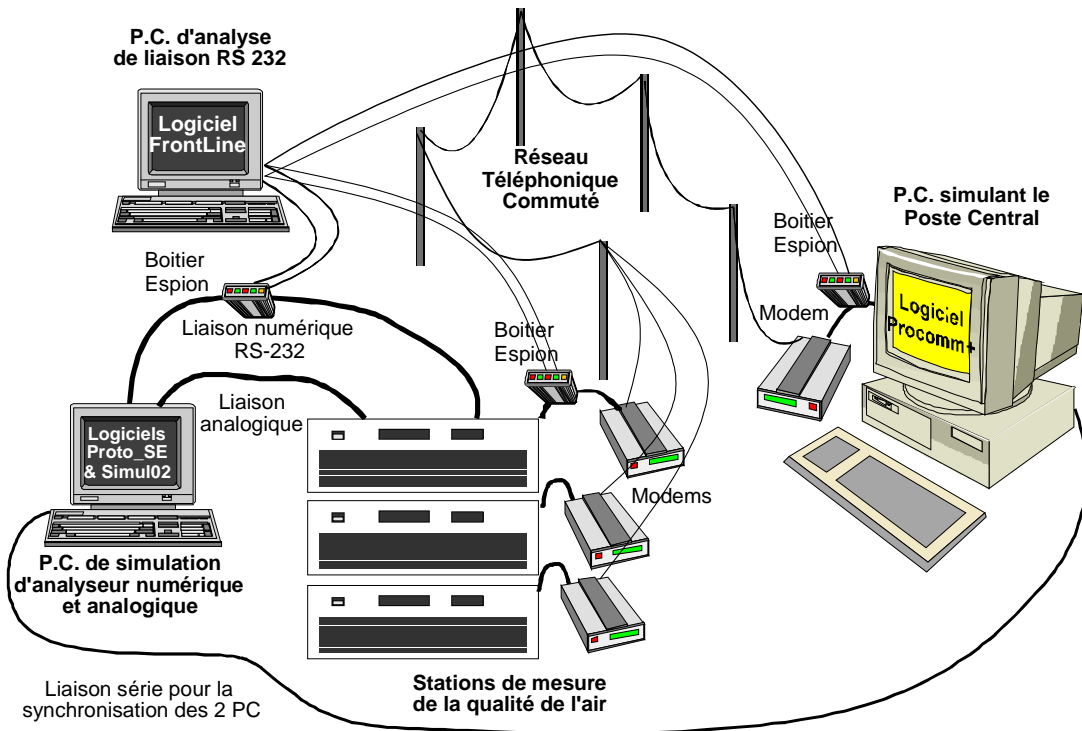 P.C. d'analyse
de liaison RS 232
Logiciel
FrontLine
Réseau
Téléphonique
Commuté
P.C. simulant le
Poste Central
Boitier
Espion
Logiciel
Procomm+
Modem
Boitier
Espion
Liaison numérique
RS-232
Boitier
Espion
Liaison
analogique
Logiciels
Proto_SE
& Simul02
Modems
P.C. de simulation
d'analyseur numérique
et analogique
Stations de mesure
de la qualité de l'air
Liaison série pour la
synchronisation des 2 PC